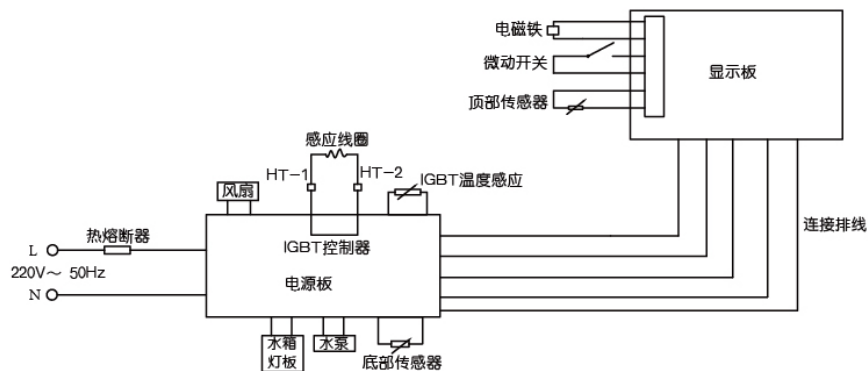 电磁铁
微动开关
顶部传感器
显示板
感应线圈
HT-1
HT-2
IGBT温度感应
风扇
连接排线
热熔断器
L
IGBT控制器
220V～ 50Hz
电源板
N
水箱
灯板
水泵
底部传感器